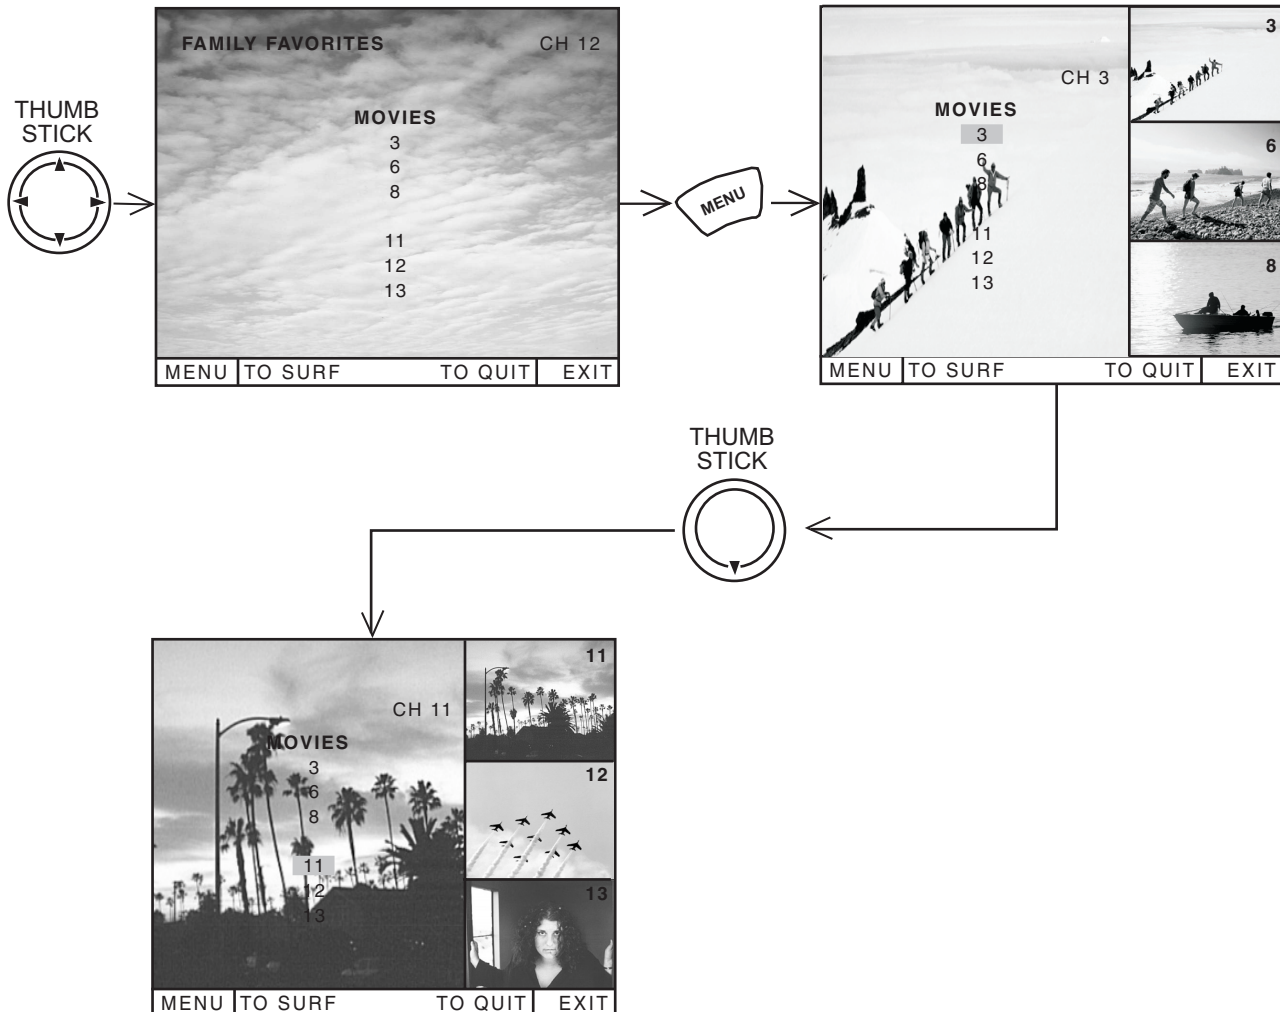 THUMB
STICK
FAMILY FAVORITES
CH 12
MOVIES
3
6
8
11
12
13
MENU TO SURF TO QUIT EXIT
MENU
CH 3
MOVIES
3
6
8
11
12
13
3
6
8
MENU TO SURF TO QUIT EXIT
THUMB
STICK
CH 11
MOVIES
3
6
8
11
12
13
11
12
13
MENU TO SURF TO QUIT EXIT